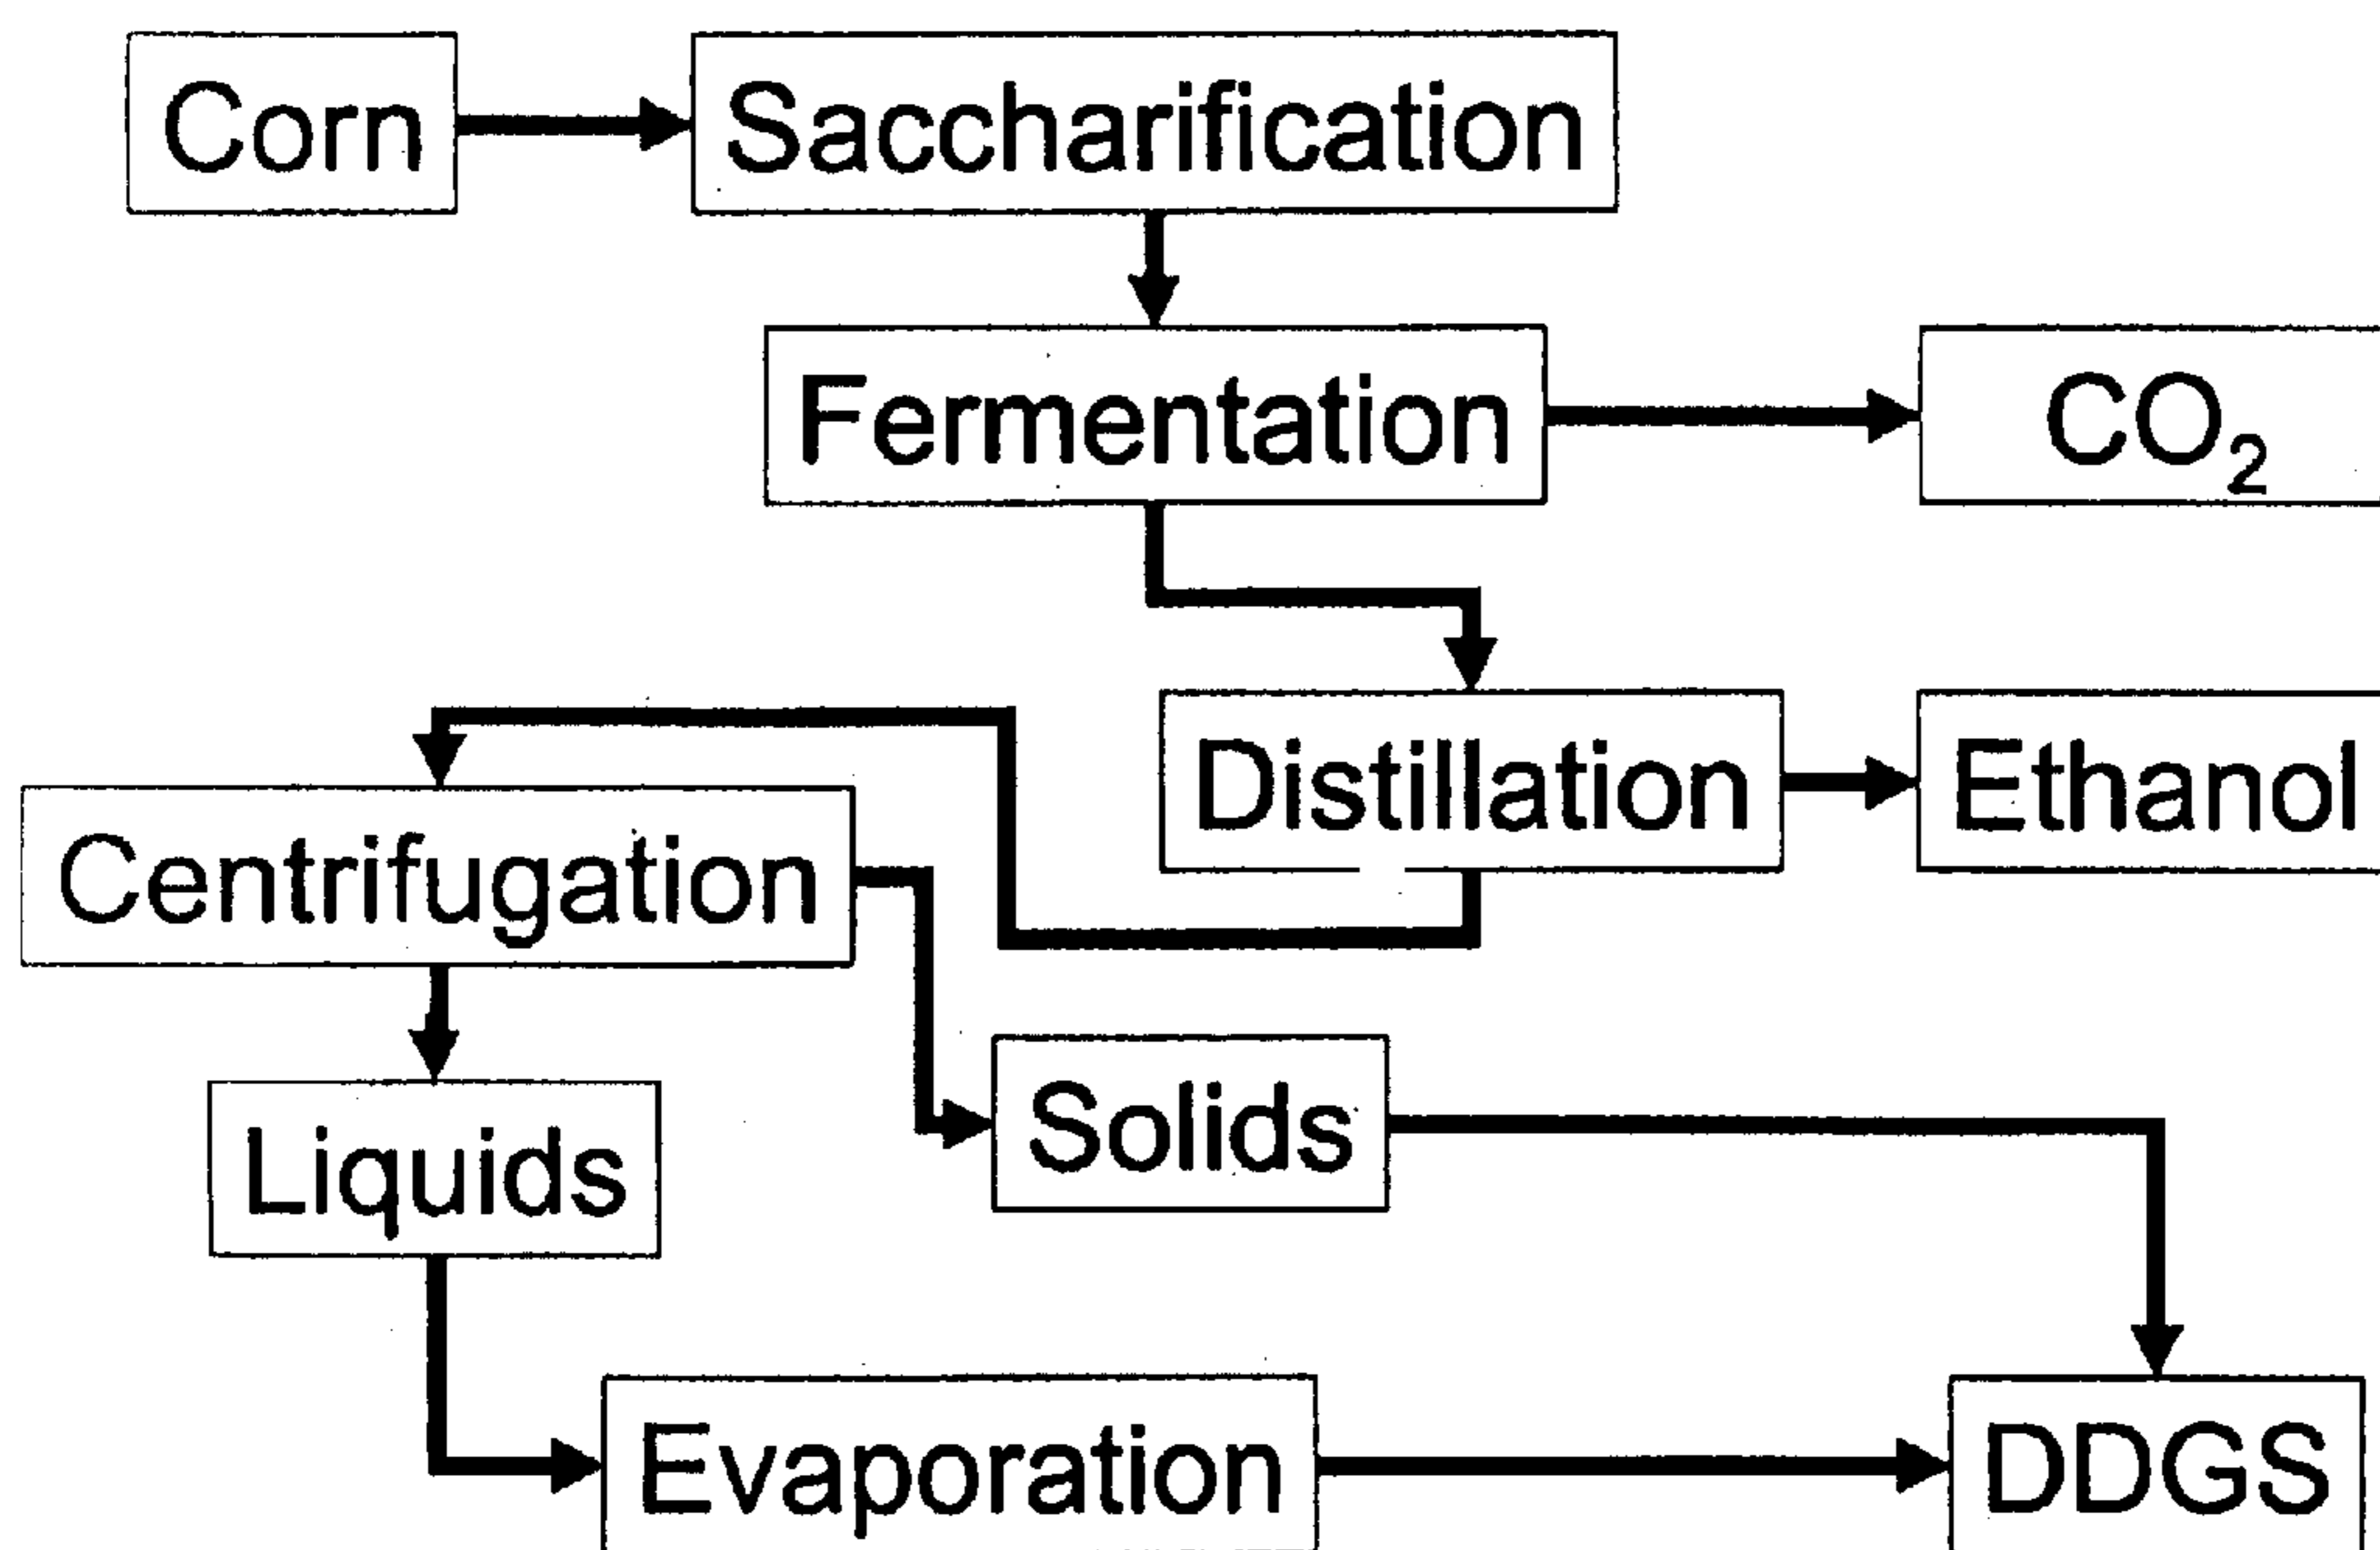 Corn
Saccharification
Fermentation
CO₂
Distillation
Ethanol
Centrifugation
Solids
Liquids
Evaporation
DDGS